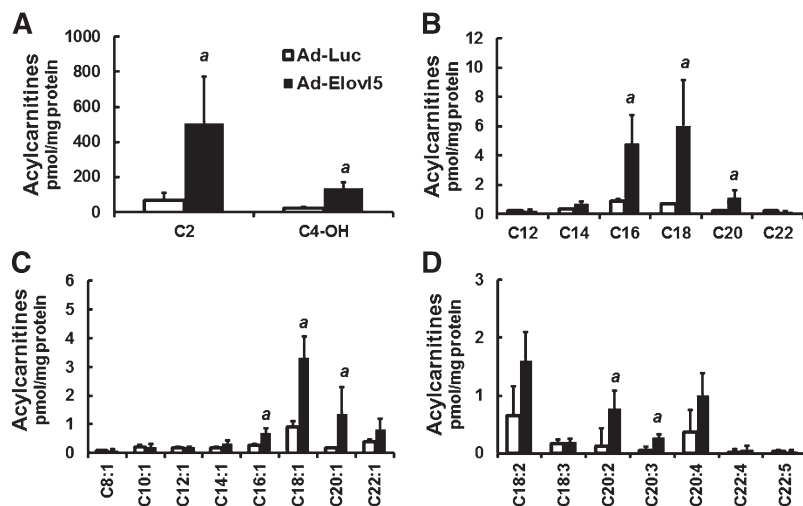 A
Acylcarnitines
pmol/mg protein
1000
800
600
400
200
0
a
a
Ad-Luc
Ad-Elovl5
C2
C4-OH
B
Acylcarnitines
pmol/mg protein
12
10
8
6
4
2
0
a
a
a
C12
C14
C16
C18
C20
C22
C
Acylcarnitines
pmol/mg protein
6
5
4
3
2
1
0
a
a
a
C8:1
C10:1
C12:1
C14:1
C16:1
C18:1
C20:1
C22:1
D
Acylcarnitines
pmol/mg protein
3
2
1
0
a
a
C18:2
C18:3
C20:2
C20:3
C20:4
C22:4
C22:5